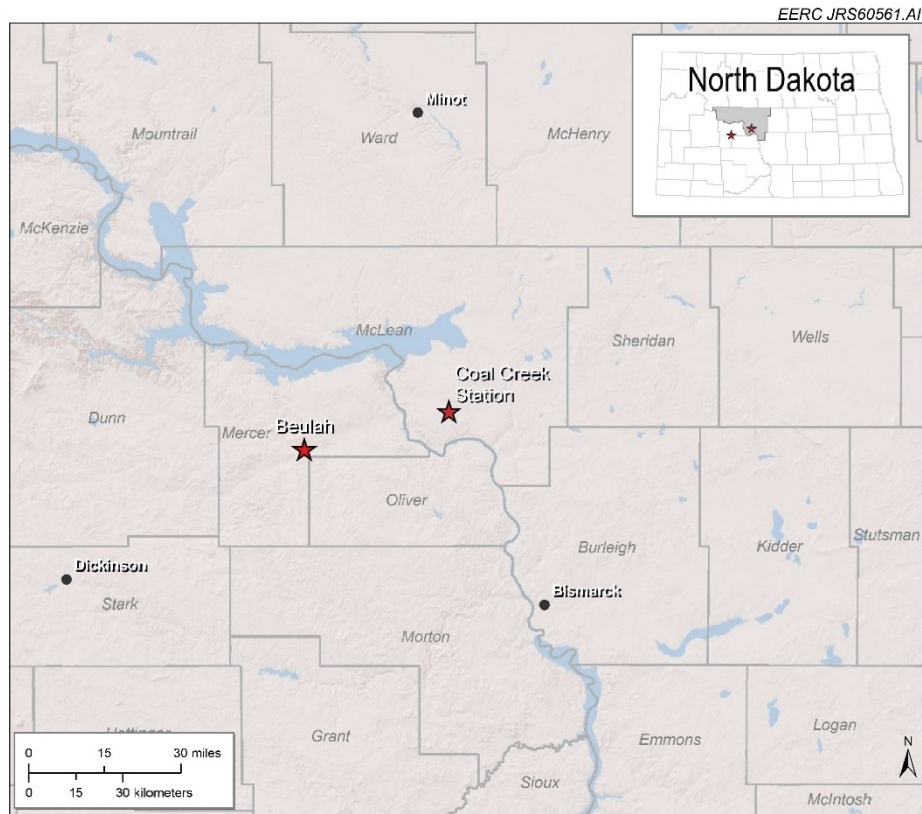 EERC JRS60561.AI
North Dakota
Minot
Mountrail
Ward
McHenry
McKenzie
McLean
Sheridan
Wells
Coal Creek
Station
Dunn
Mercer
Beulah
Oliver
Burleigh
Kidder
Stutsman
Dickinson
Stark
Bismarck
Morton
Grant
Emmons
Logan
Sioux
McIntosh
0 15 30 miles
0 15 30 kilometers
N